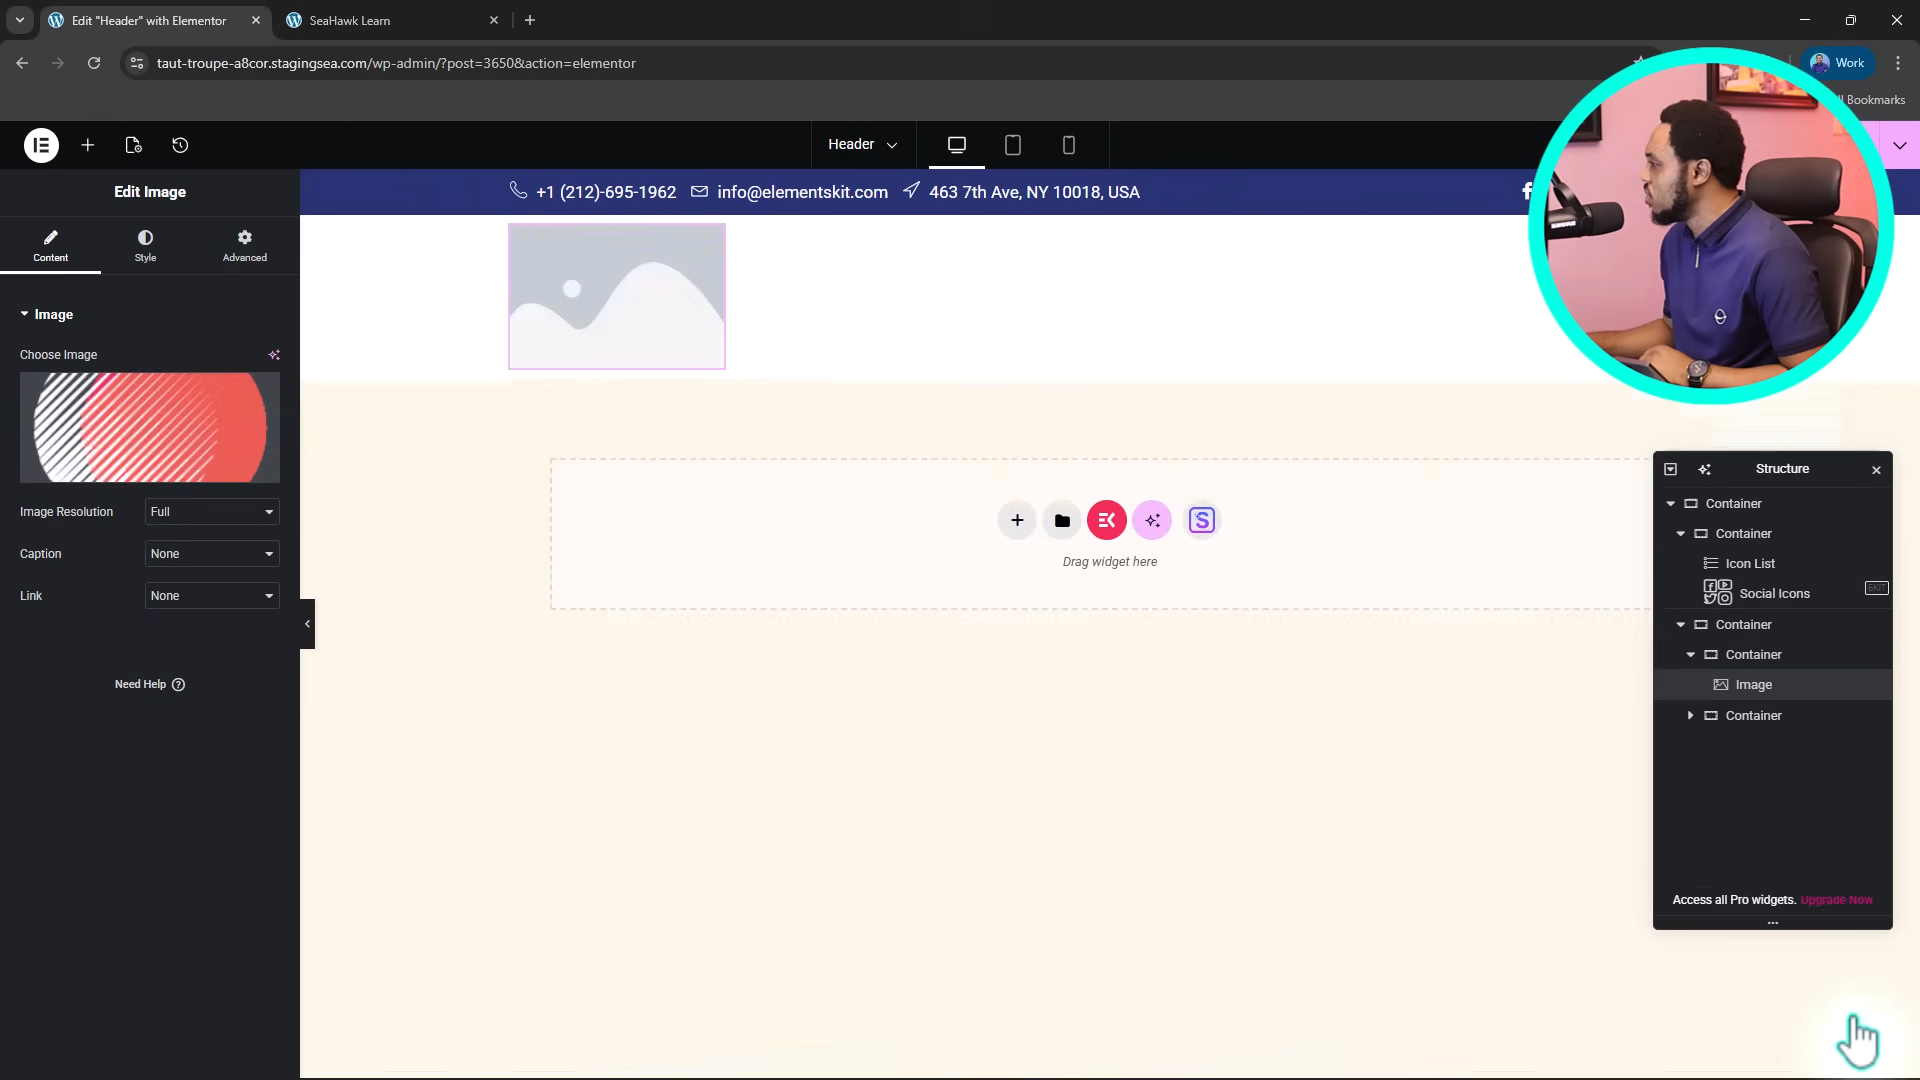 Edit "Header" with Elementor
SeaHawk Learn
taut-troupe-a8cor.stagingsea.com/wp-admin/?post=3650&action=elementor
Work
Bookmarks
Header
Edit Image
+1 (212)-695-1962
info@elementskit.com
463 7th Ave, NY 10018, USA
Content
Style
Advanced
Image
Choose Image
Image Resolution
Full
Caption
None
Link
None
Need Help
Drag widget here
Structure
Container
Container
Icon List
Social Icons
EKIT
Container
Container
Image
Container
Access all Pro widgets. Upgrade Now